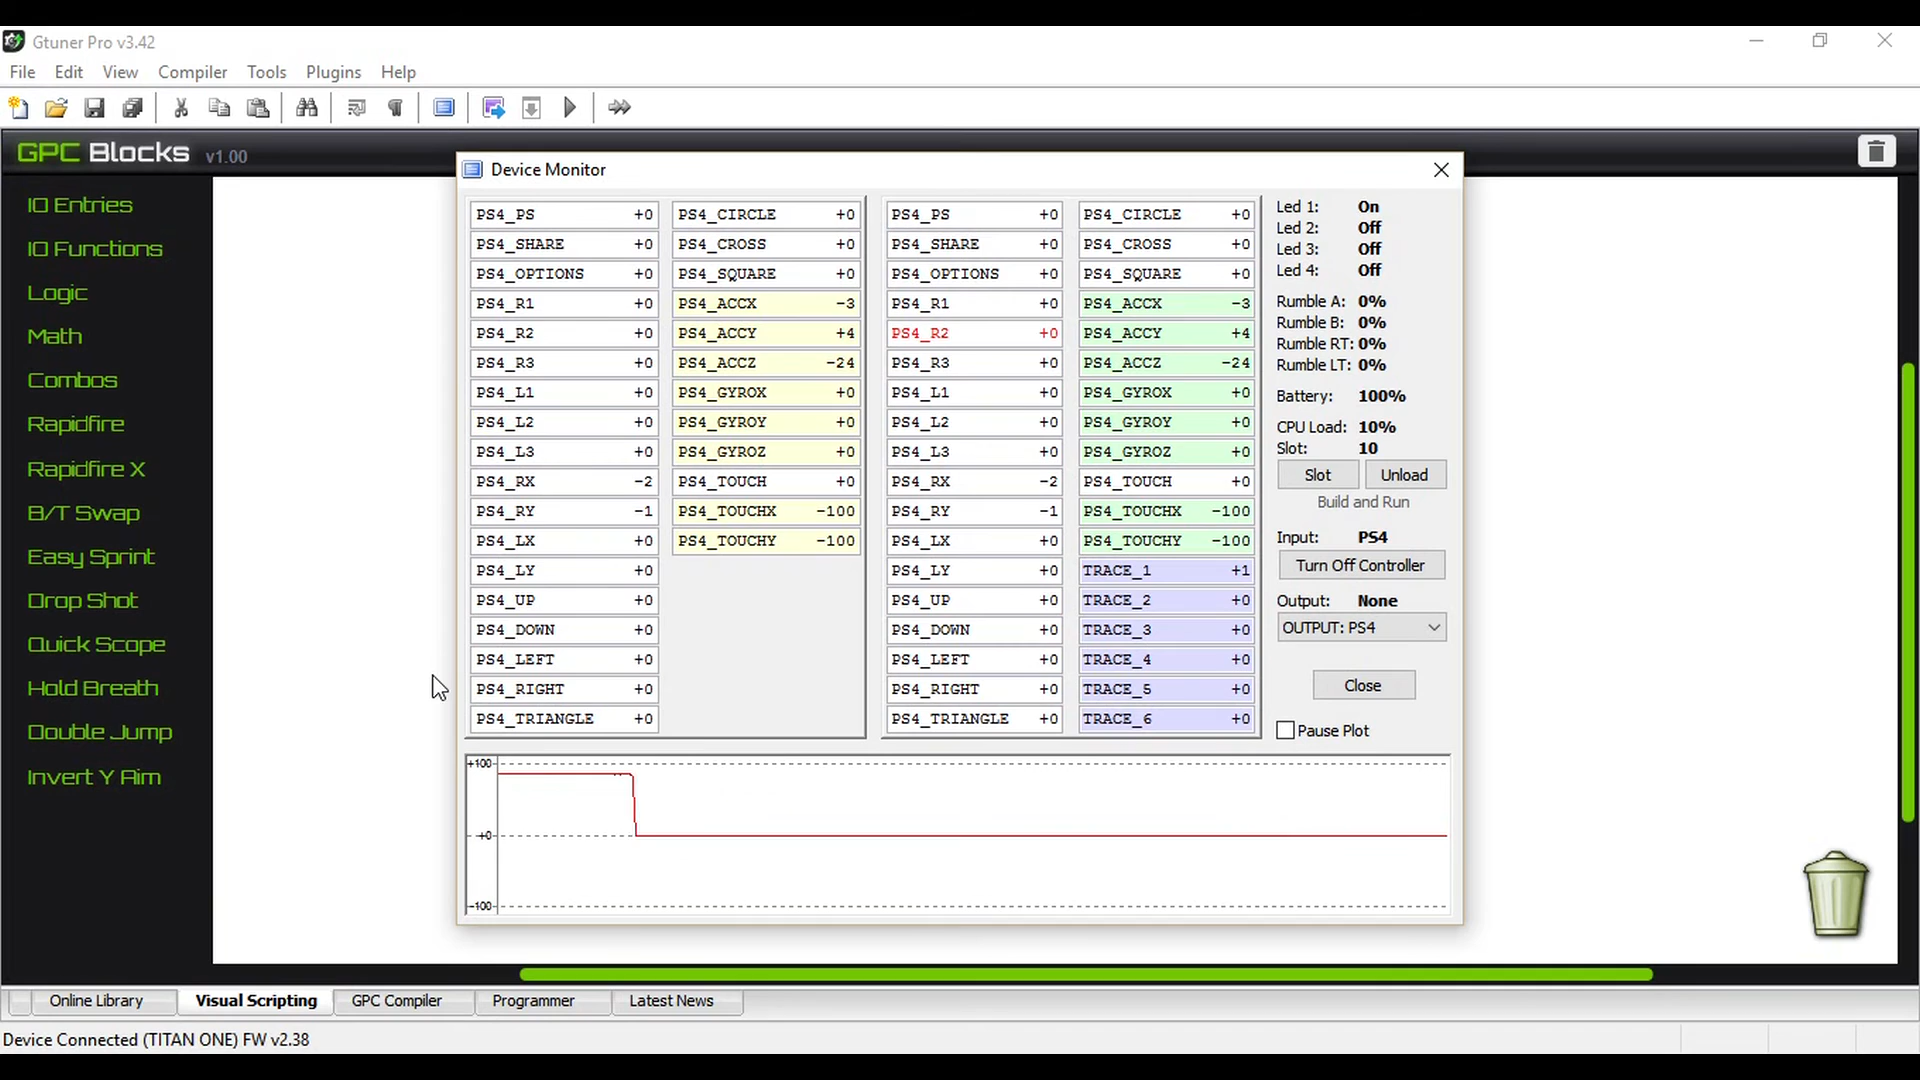 Gtuner Pro v3.42
File Edit View Compiler Tools Plugins Help
GPC Blocks v1.00
IO Entries
IO Functions
Logic
Math
Combos
Rapidfire
Rapidfire X
B/T Swap
Easy Sprint
Drop Shot
Quick Scope
Hold Breath
Double Jump
Invert Y Aim
Device Monitor
PS4_PS +0 PS4_CIRCLE +0 PS4_PS +0 PS4_CIRCLE +0
PS4_SHARE +0 PS4_CROSS +0 PS4_SHARE +0 PS4_CROSS +0
PS4_OPTIONS +0 PS4_SQUARE +0 PS4_OPTIONS +0 PS4_SQUARE +0
PS4_R1 +0 PS4_ACCX -3 PS4_R1 +0 PS4_ACCX -3
PS4_R2 +0 PS4_ACCY +4 PS4_R2 +0 PS4_ACCY +4
PS4_R3 +0 PS4_ACCZ -24 PS4_R3 +0 PS4_ACCZ -24
PS4_L1 +0 PS4_GYROX +0 PS4_L1 +0 PS4_GYROX +0
PS4_L2 +0 PS4_GYROY +0 PS4_L2 +0 PS4_GYROY +0
PS4_L3 +0 PS4_GYROZ +0 PS4_L3 +0 PS4_GYROZ +0
PS4_RX -2 PS4_TOUCH +0 PS4_RX -2 PS4_TOUCH +0
PS4_RY -1 PS4_TOUCHX -100 PS4_RY -1 PS4_TOUCHX -100
PS4_LX +0 PS4_TOUCHY -100 PS4_LX +0 PS4_TOUCHY -100
PS4_LY +0 PS4_LY +0 TRACE_1 +1
PS4_UP +0 PS4_UP +0 TRACE_2 +0
PS4_DOWN +0 PS4_DOWN +0 TRACE_3 +0
PS4_LEFT +0 PS4_LEFT +0 TRACE_4 +0
PS4_RIGHT +0 PS4_RIGHT +0 TRACE_5 +0
PS4_TRIANGLE +0 PS4_TRIANGLE +0 TRACE_6 +0
Led 1: On
Led 2: Off
Led 3: Off
Led 4: Off
Rumble A: 0%
Rumble B: 0%
Rumble RT: 0%
Rumble LT: 0%
Battery: 100%
CPU Load: 10%
Slot: 10
Slot Unload
Build and Run
Input: PS4
Turn Off Controller
Output: None
OUTPUT: PS4
Close
Pause Plot
+100
+0
-100
Online Library Visual Scripting GPC Compiler Programmer Latest News
Device Connected (TITAN ONE) FW v2.38